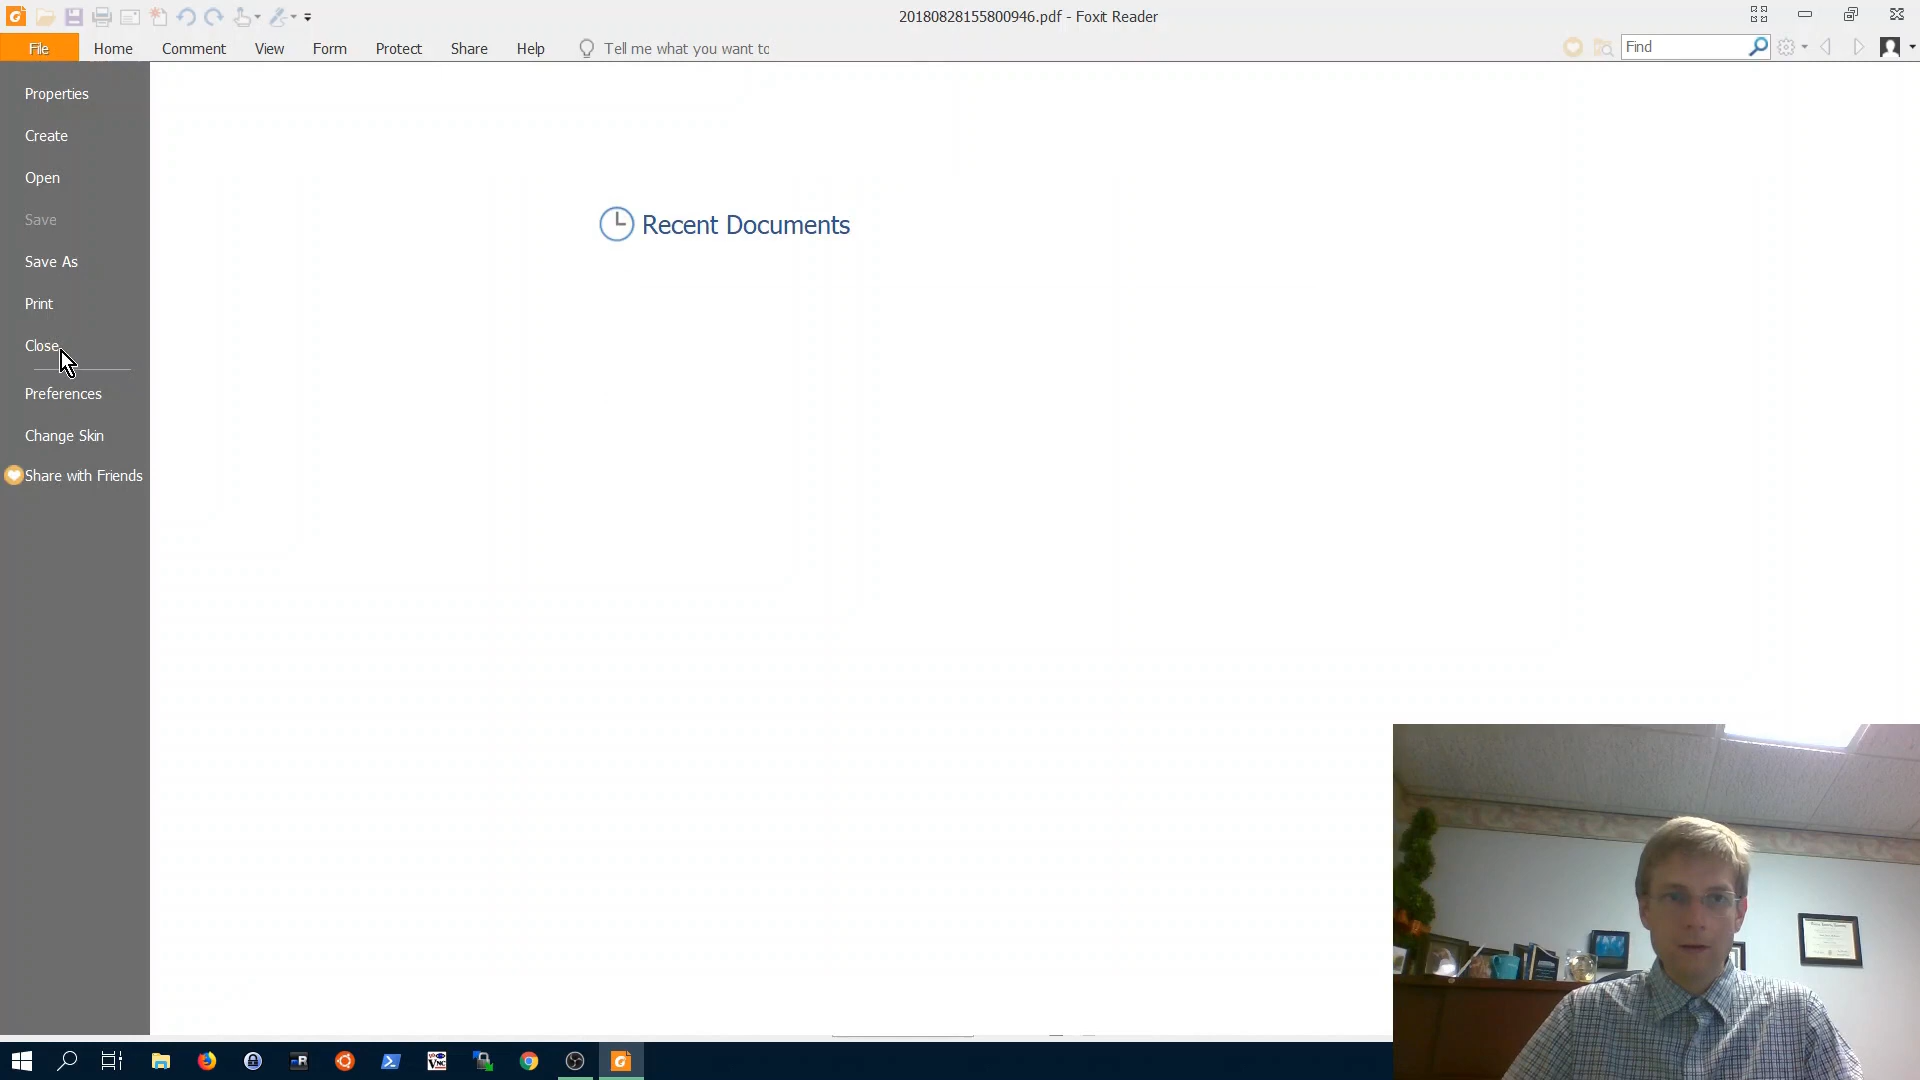 20180828155800946.pdf - Foxit Reader
File Home Comment View Form Protect Share Help Tell me what you want to Find
Properties
Create
Open
Save
Save As
Print
Close
Preferences
Change Skin
Share with Friends
Recent Documents